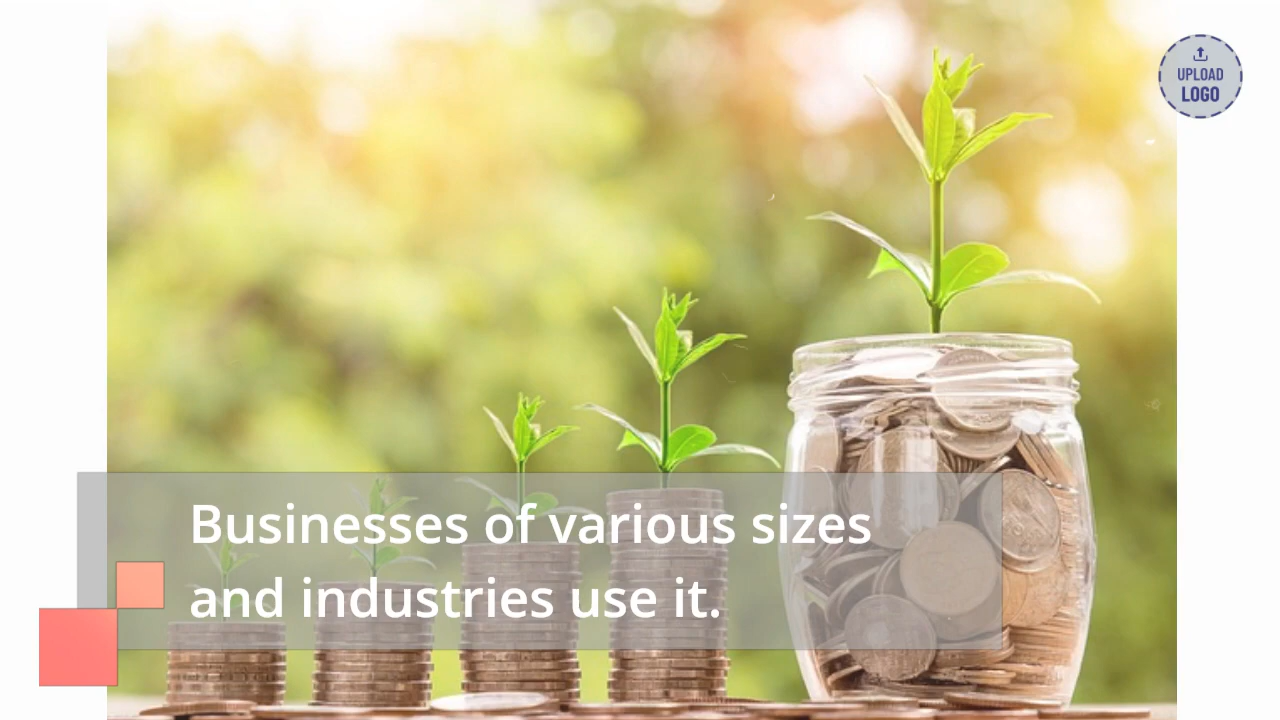 UPLOAD
LOGO
Businesses of various sizes
and industries use it.